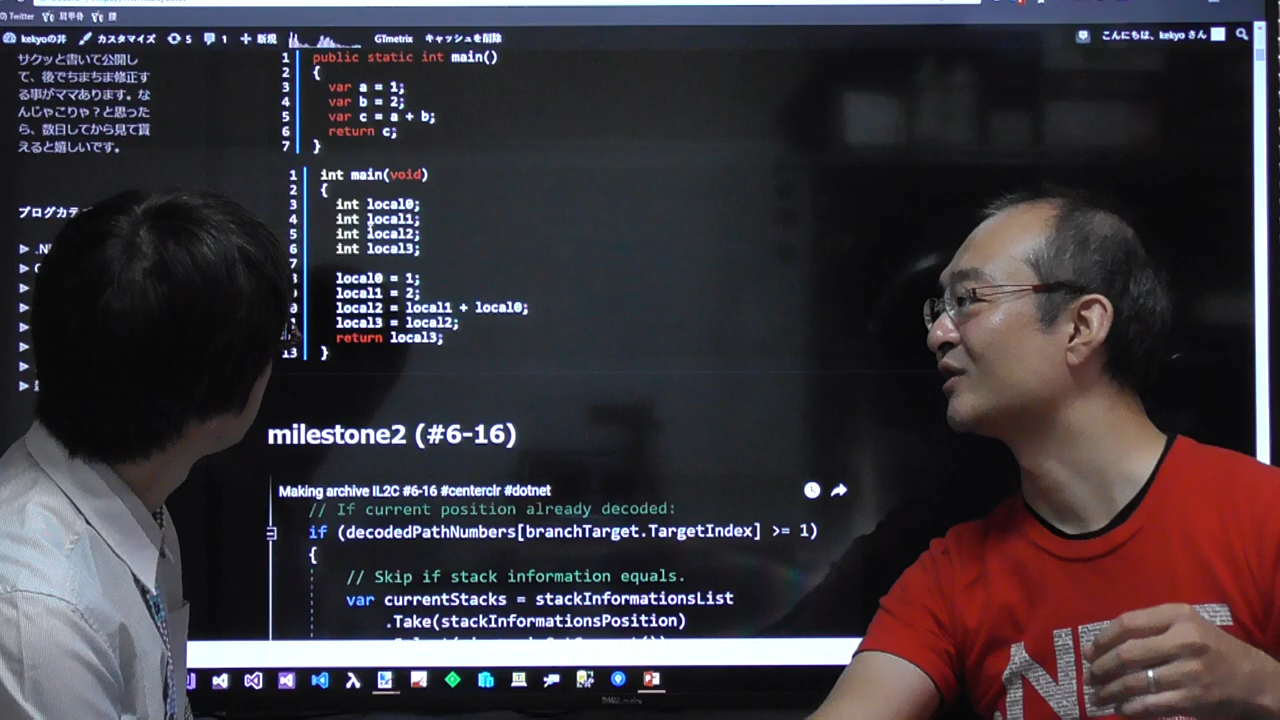 Twitter
kekyoの丼 カスタマイズ 5 1 新規 GTmetrix キャッシュを削除 こんにちは、kekyo さん
サクッと書いて公開し
て、後でちまちま修正す
る事がママあります。な
んじゃこりゃ？と思った
ら、数日してから見て貰
えると嬉しいです。
ブログカテ
1 public static int main()
2 {
3 var a = 1;
4 var b = 2;
5 var c = a + b;
6 return c;
7 }
1 int main(void)
2 {
3 int local0;
4 int local1;
5 int local2;
6 int local3;
7
local0 = 1;
local1 = 2;
local2 = local1 + local0;
local3 = local2;
return local3;
13 }
milestone2 (#6-16)
Making archive IL2C #6-16 #centerclr #dotnet
// If current position already decoded:
if (decodedPathNumbers[branchTarget.TargetIndex] >= 1)
{
// Skip if stack information equals.
var currentStacks = stackInformationsList
.Take(stackInformationsPosition)
.NE